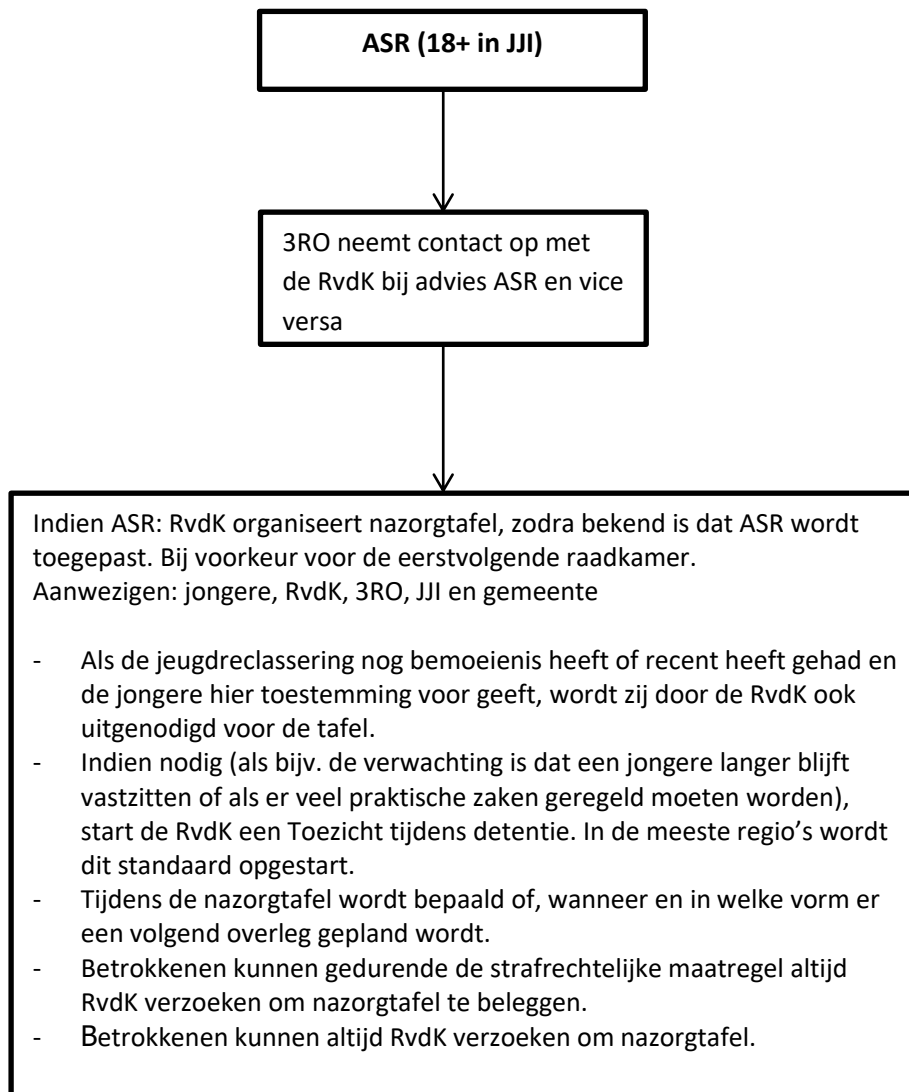 ASR (18+ in JJI)
3RO neemt contact op met
de RvdK bij advies ASR en vice
versa
Indien ASR: RvdK organiseert nazorgtafel, zodra bekend is dat ASR wordt
toegepast. Bij voorkeur voor de eerstvolgende raadkamer.
Aanwezigen: jongere, RvdK, 3RO, JJI en gemeente
- Als de jeugdreclassering nog bemoeienis heeft of recent heeft gehad en
de jongere hier toestemming voor geeft, wordt zij door de RvdK ook
uitgenodigd voor de tafel.
- Indien nodig (als bijv. de verwachting is dat een jongere langer blijft
vastzitten of als er veel praktische zaken geregeld moeten worden),
start de RvdK een Toezicht tijdens detentie. In de meeste regio’s wordt
dit standaard opgestart.
- Tijdens de nazorgtafel wordt bepaald of, wanneer en in welke vorm er
een volgend overleg gepland wordt.
- Betrokkenen kunnen gedurende de strafrechtelijke maatregel altijd
RvdK verzoeken om nazorgtafel te beleggen.
- Betrokkenen kunnen altijd RvdK verzoeken om nazorgtafel.